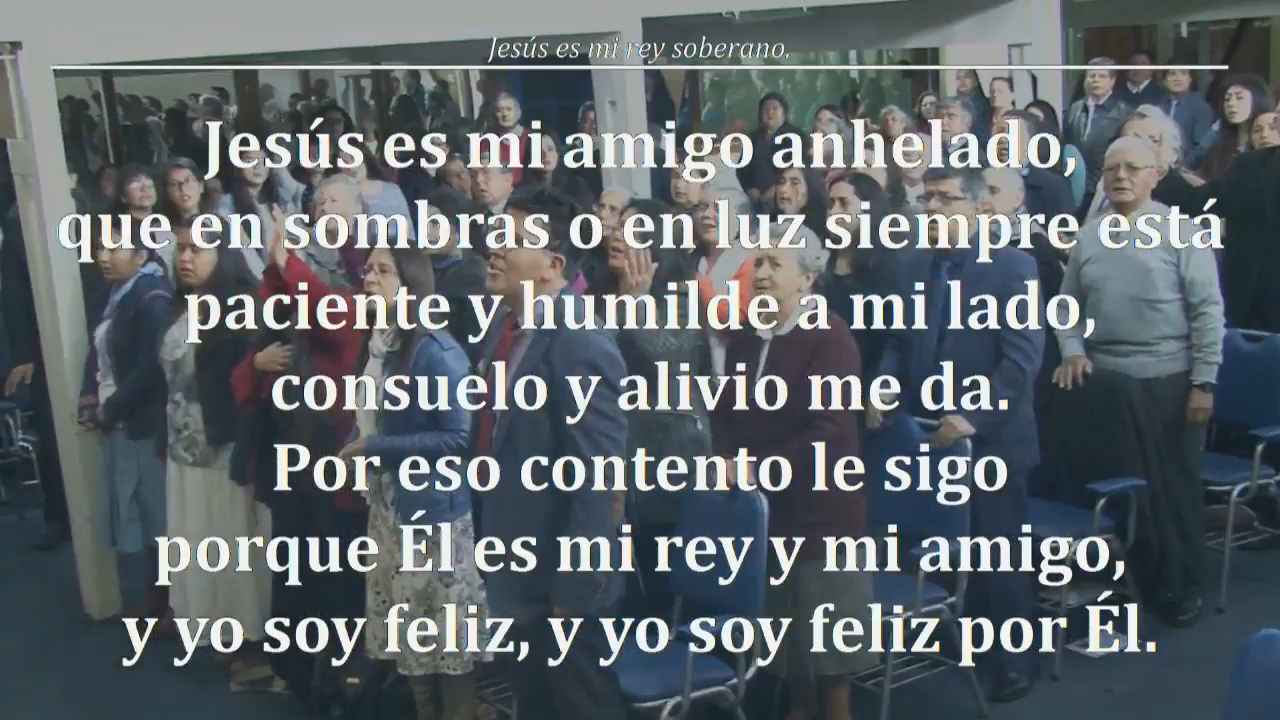 Jesús es mi rey soberano.
Jesús es mi amigo anhelado,
que en sombras o en luz siempre está
paciente y humilde a mi lado,
consuelo y alivio me da.
Por eso contento le sigo
porque Él es mi rey y mi amigo,
y yo soy feliz, y yo soy feliz por Él.